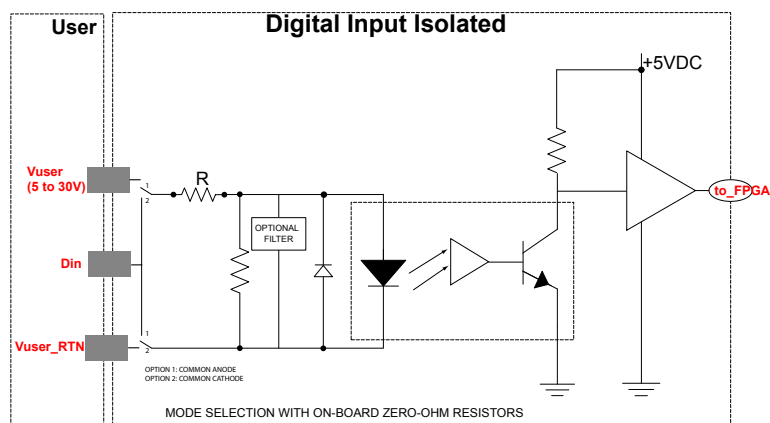 User
Digital Input Isolated
+5VDC
Vuser
(5 to 30V)
1
2
R
to_FPGA
OPTIONAL
FILTER
Din
Vuser_RTN
1
2
OPTION 1: COMMON ANODE
OPTION 2: COMMON CATHODE
MODE SELECTION WITH ON-BOARD ZERO-OHM RESISTORS